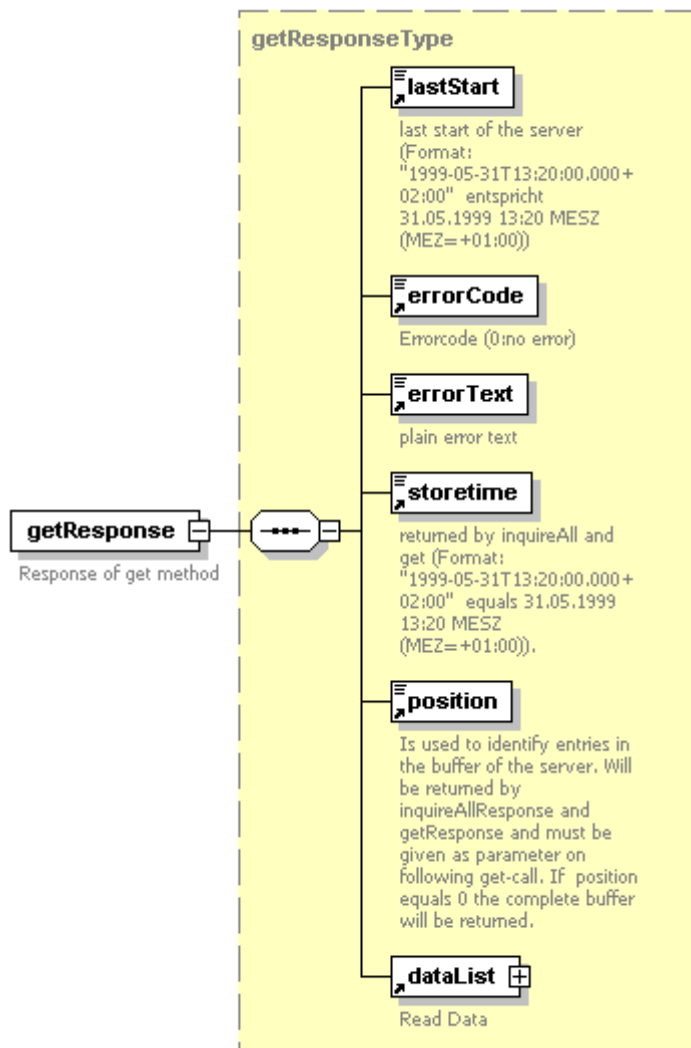 getResponseType
lastStart
last start of the server
(Format:
"1999-05-31T13:20:00.000+
02:00"  entspricht
31.05.1999 13:20 MESZ
(MEZ=+01:00))
errorCode
Errorcode (0:no error)
errorText
plain error text
storetime
returned by inquireAll and
get (Format:
"1999-05-31T13:20:00.000+
02:00"  equals 31.05.1999
13:20 MESZ
(MEZ=+01:00)).
getResponse
Response of get method
position
Is used to identify entries in
the buffer of the server. Will
be returned by
inquireAllResponse and
getResponse and must be
given as parameter on
following get-call. If  position
equals 0 the complete buffer
will be returned.
dataList
Read Data